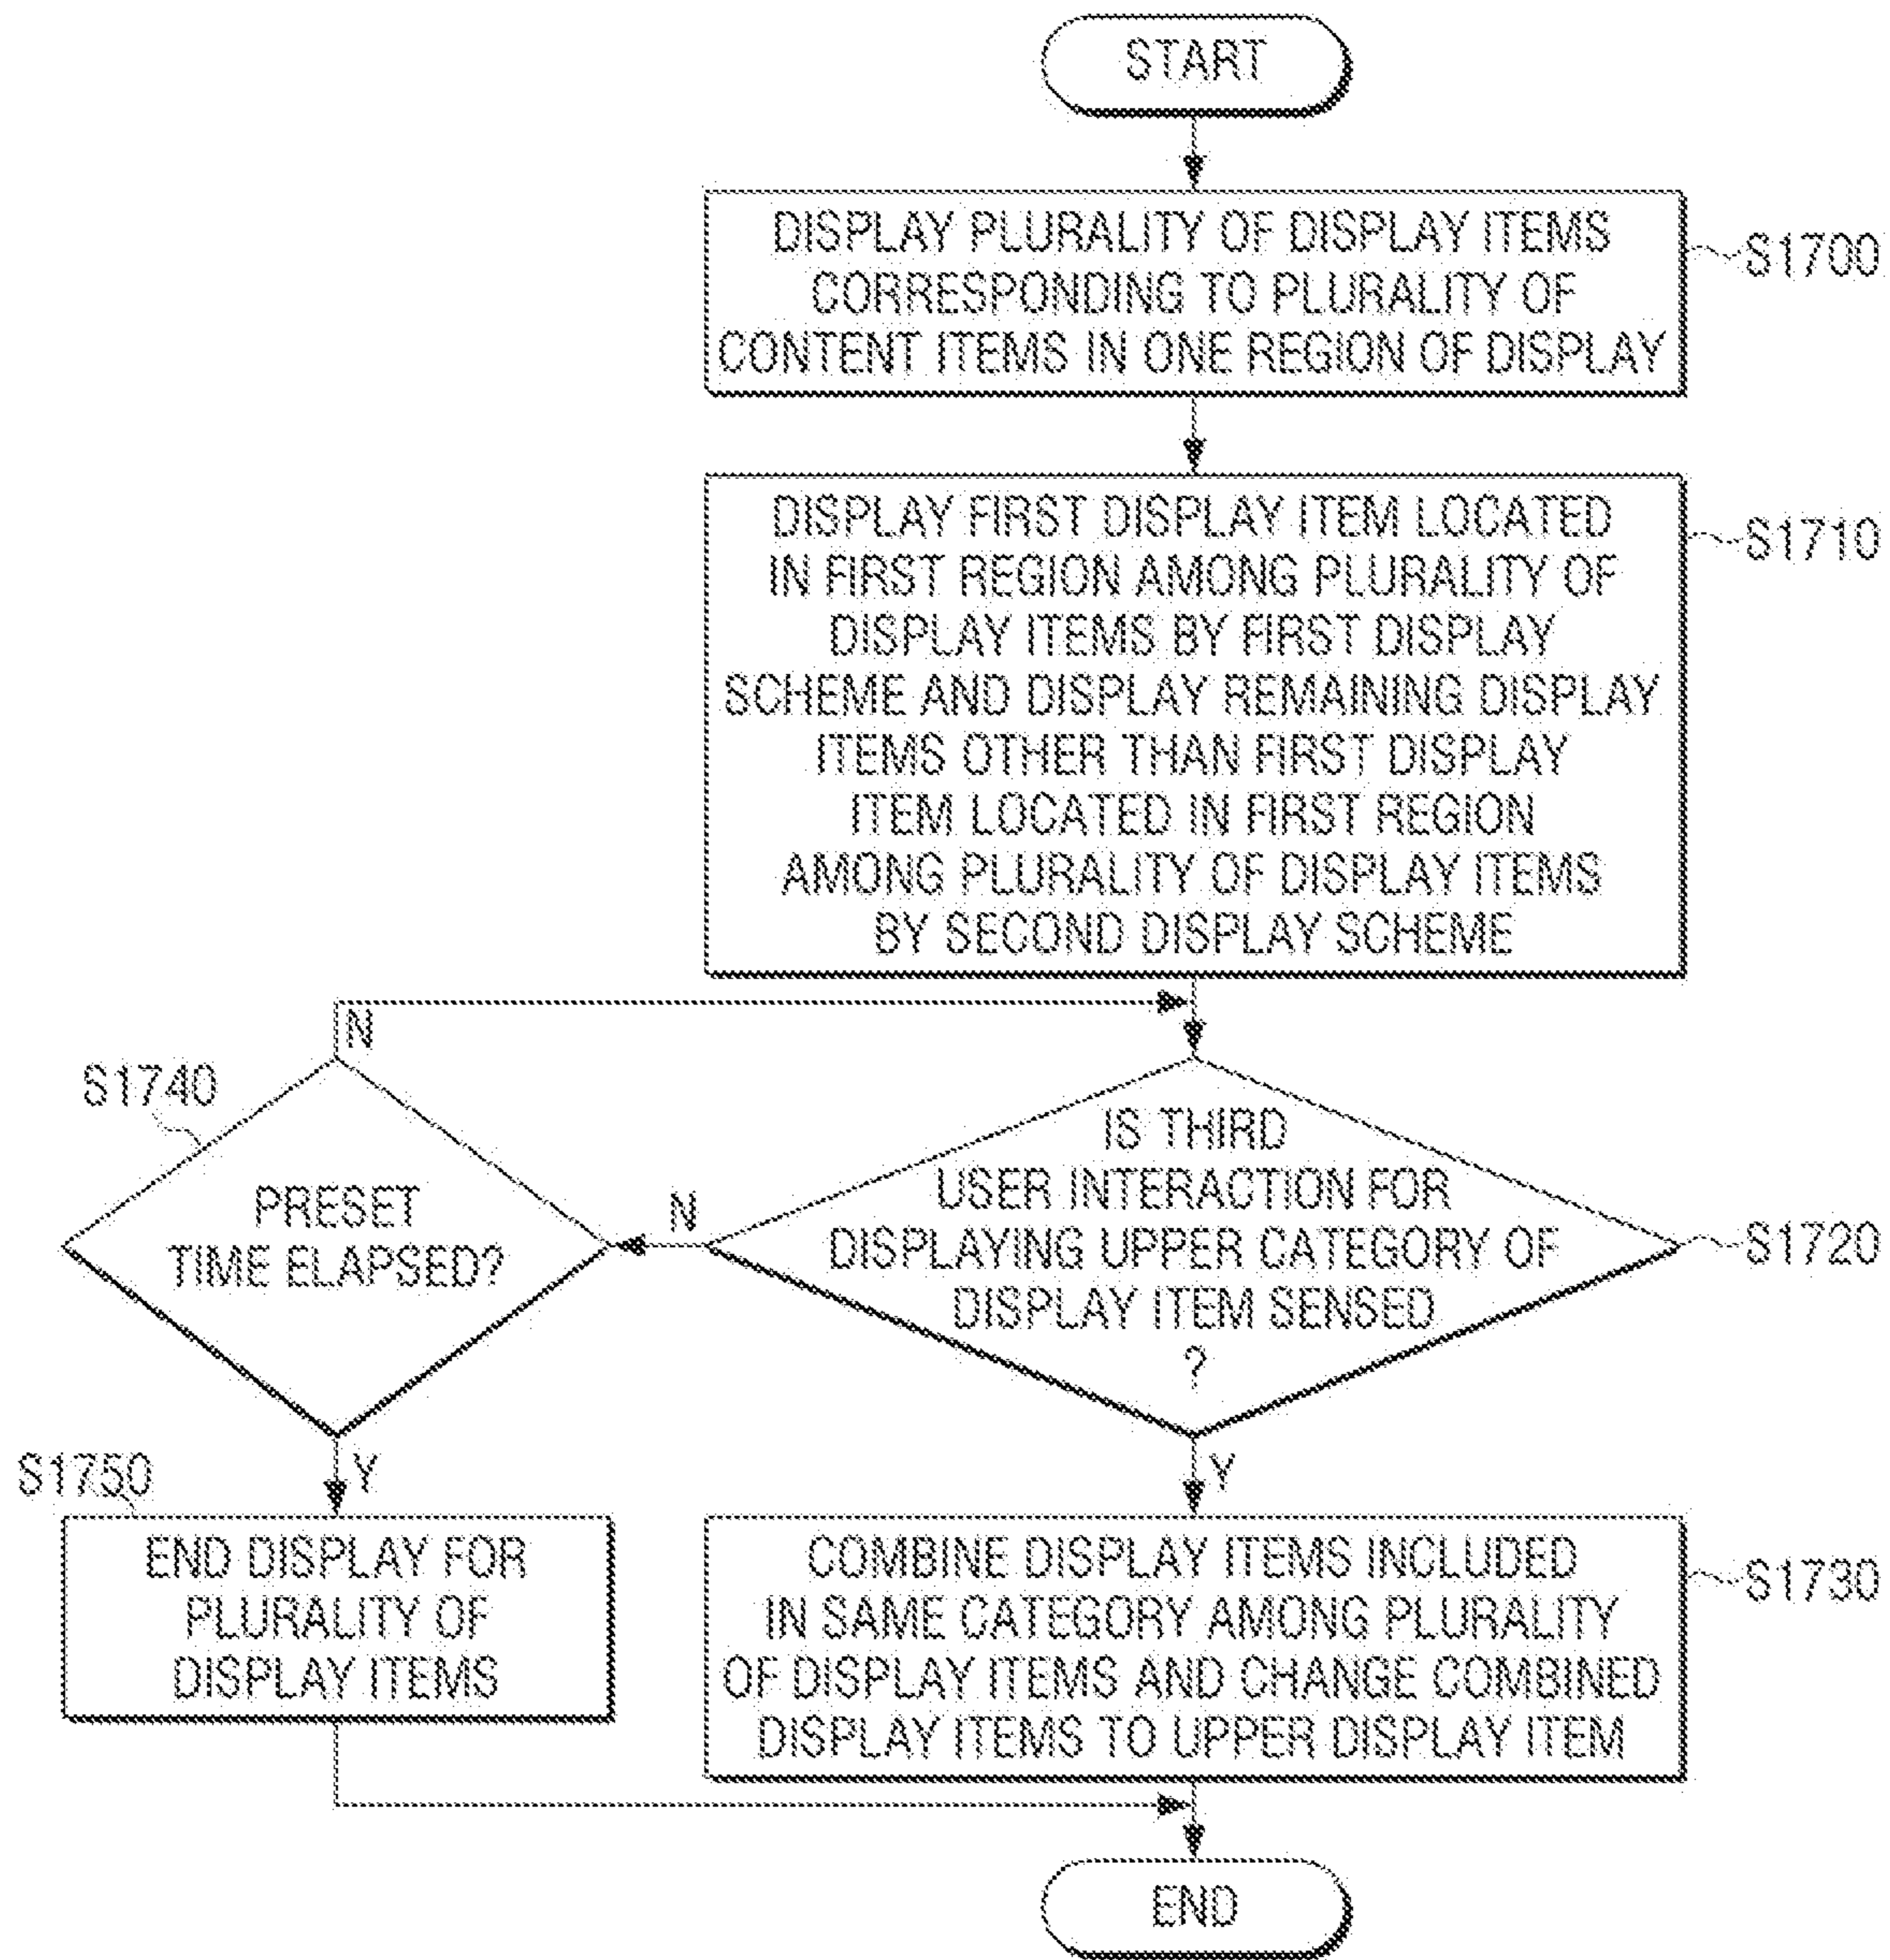 START
DISPLAY PLURALITY OF DISPLAY ITEMS
CORRESPONDING TO PLURALITY OF
CONTENT ITEMS IN ONE REGION OF DISPLAY
S1700
DISPLAY FIRST DISPLAY ITEM LOCATED
IN FIRST REGION AMONG PLURALITY OF
DISPLAY ITEMS BY FIRST DISPLAY
SCHEME AND DISPLAY REMAINING DISPLAY
ITEMS OTHER THAN FIRST DISPLAY
ITEM LOCATED IN FIRST REGION
AMONG PLURALITY OF DISPLAY ITEMS
BY SECOND DISPLAY SCHEME
S1710
N
S1740
PRESET
TIME ELAPSED?
N
IS THIRD
USER INTERACTION FOR
DISPLAYING UPPER CATEGORY OF
DISPLAY ITEM SENSED
?
S1720
Y
Y
S1750
END DISPLAY FOR
PLURALITY OF
DISPLAY ITEMS
COMBINE DISPLAY ITEMS INCLUDED
IN SAME CATEGORY AMONG PLURALITY
OF DISPLAY ITEMS AND CHANGE COMBINED
DISPLAY ITEMS TO UPPER DISPLAY ITEM
S1730
END